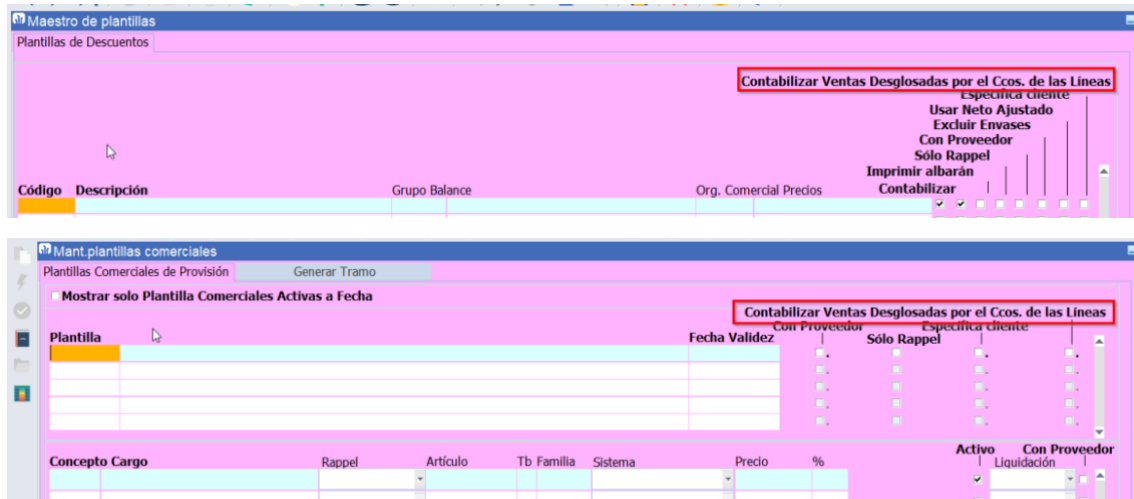 Maestro de plantillas
Plantillas de Descuentos
Contabilizar Ventas Desglosadas por el Ccos. de las Líneas
Específica cliente
Usar Neto Ajustado
Excluir Envases
Con Proveedor
Sólo Rappel
Imprimir albarán
Código Descripción Grupo Balance Org. Comercial Precios Contabilizar
Mant.plantillas comerciales
Plantillas Comerciales de Provisión Generar Tramo
Mostrar solo Plantilla Comerciales Activas a Fecha
Contabilizar Ventas Desglosadas por el Ccos. de las Líneas
Con Proveedor Específica cliente
Plantilla Fecha Validez Sólo Rappel
Activo Con Proveedor
Concepto Cargo Rappel Artículo Tb Familia Sistema Precio % Liquidación